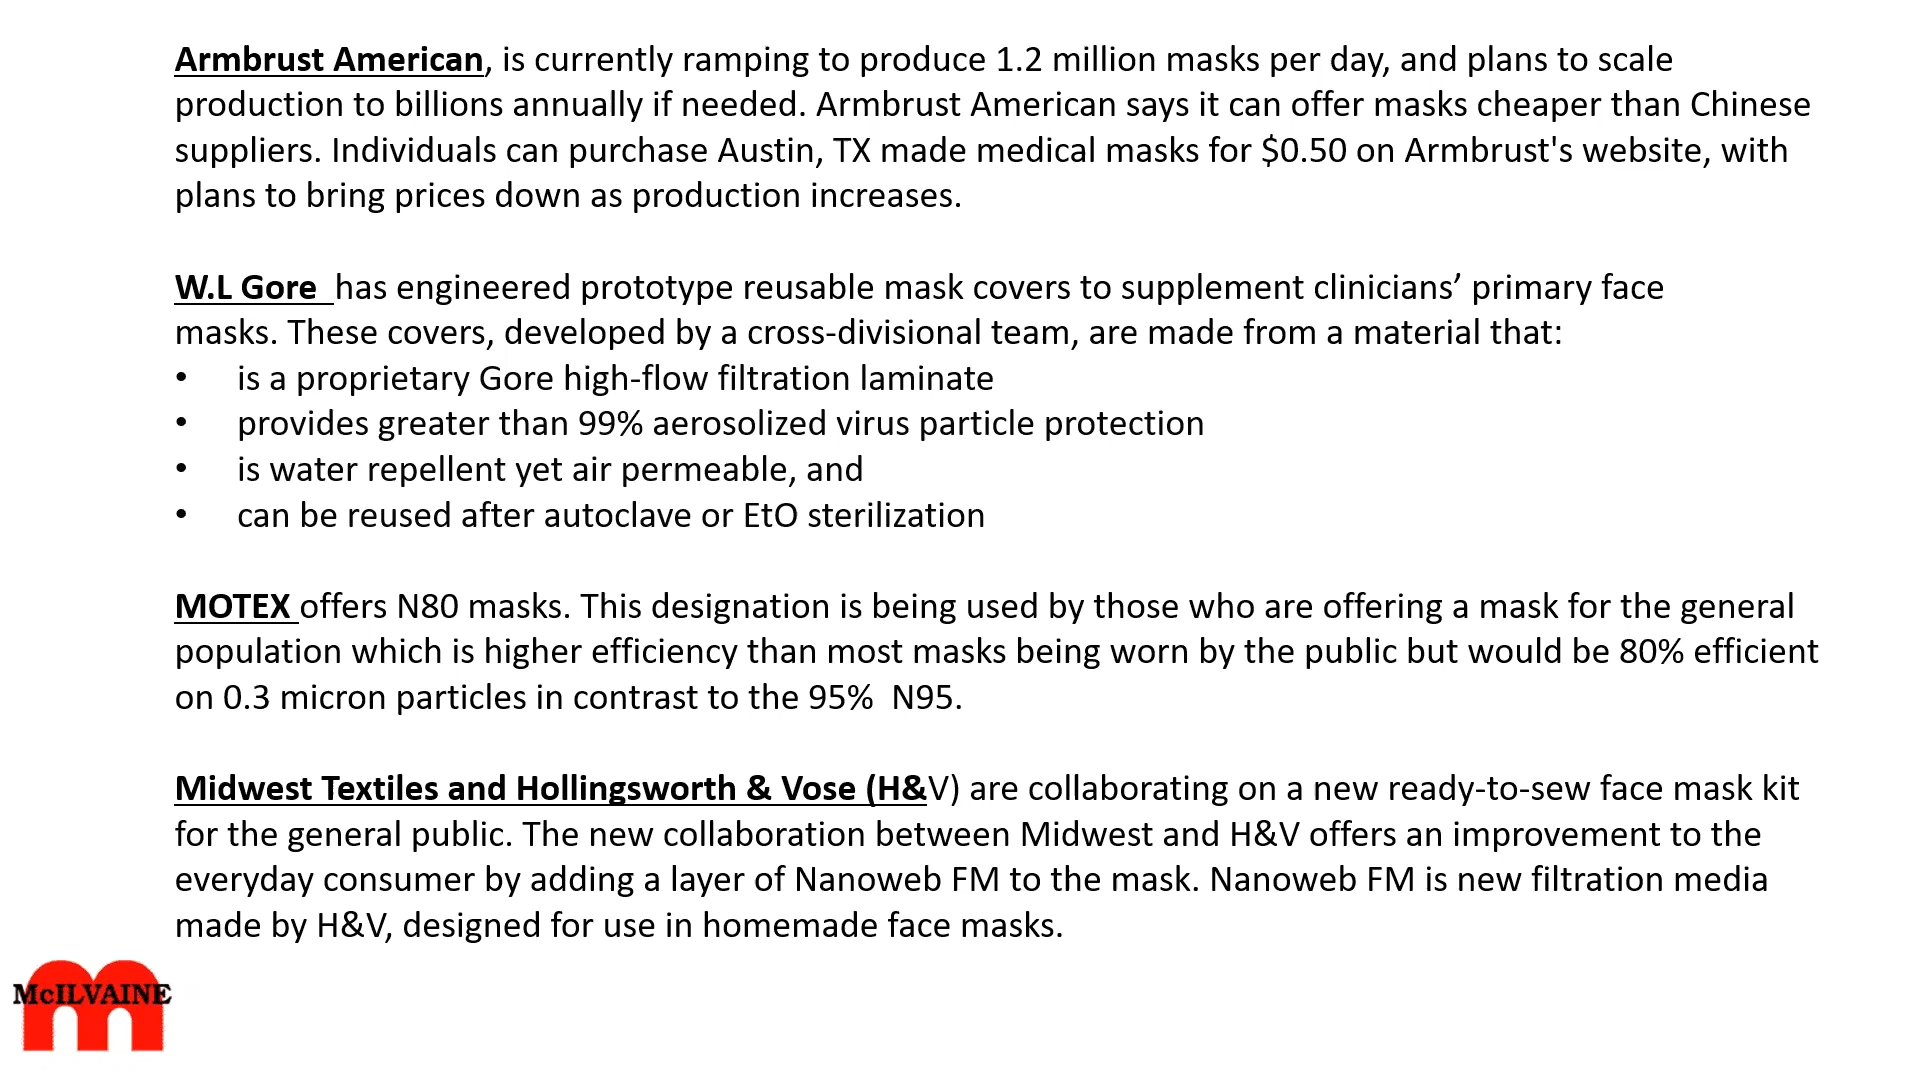 Armbrust American, is currently ramping to produce 1.2 million masks per day, and plans to scale
production to billions annually if needed. Armbrust American says it can offer masks cheaper than Chinese
suppliers. Individuals can purchase Austin, TX made medical masks for $0.50 on Armbrust's website, with
plans to bring prices down as production increases.
W.L Gore has engineered prototype reusable mask covers to supplement clinicians’ primary face
masks. These covers, developed by a cross-divisional team, are made from a material that:
• is a proprietary Gore high-flow filtration laminate
• provides greater than 99% aerosolized virus particle protection
• is water repellent yet air permeable, and
• can be reused after autoclave or EtO sterilization
MOTEX offers N80 masks. This designation is being used by those who are offering a mask for the general
population which is higher efficiency than most masks being worn by the public but would be 80% efficient
on 0.3 micron particles in contrast to the 95%  N95.
Midwest Textiles and Hollingsworth & Vose (H&V) are collaborating on a new ready-to-sew face mask kit
for the general public. The new collaboration between Midwest and H&V offers an improvement to the
everyday consumer by adding a layer of Nanoweb FM to the mask. Nanoweb FM is new filtration media
made by H&V, designed for use in homemade face masks.
McILVAINE